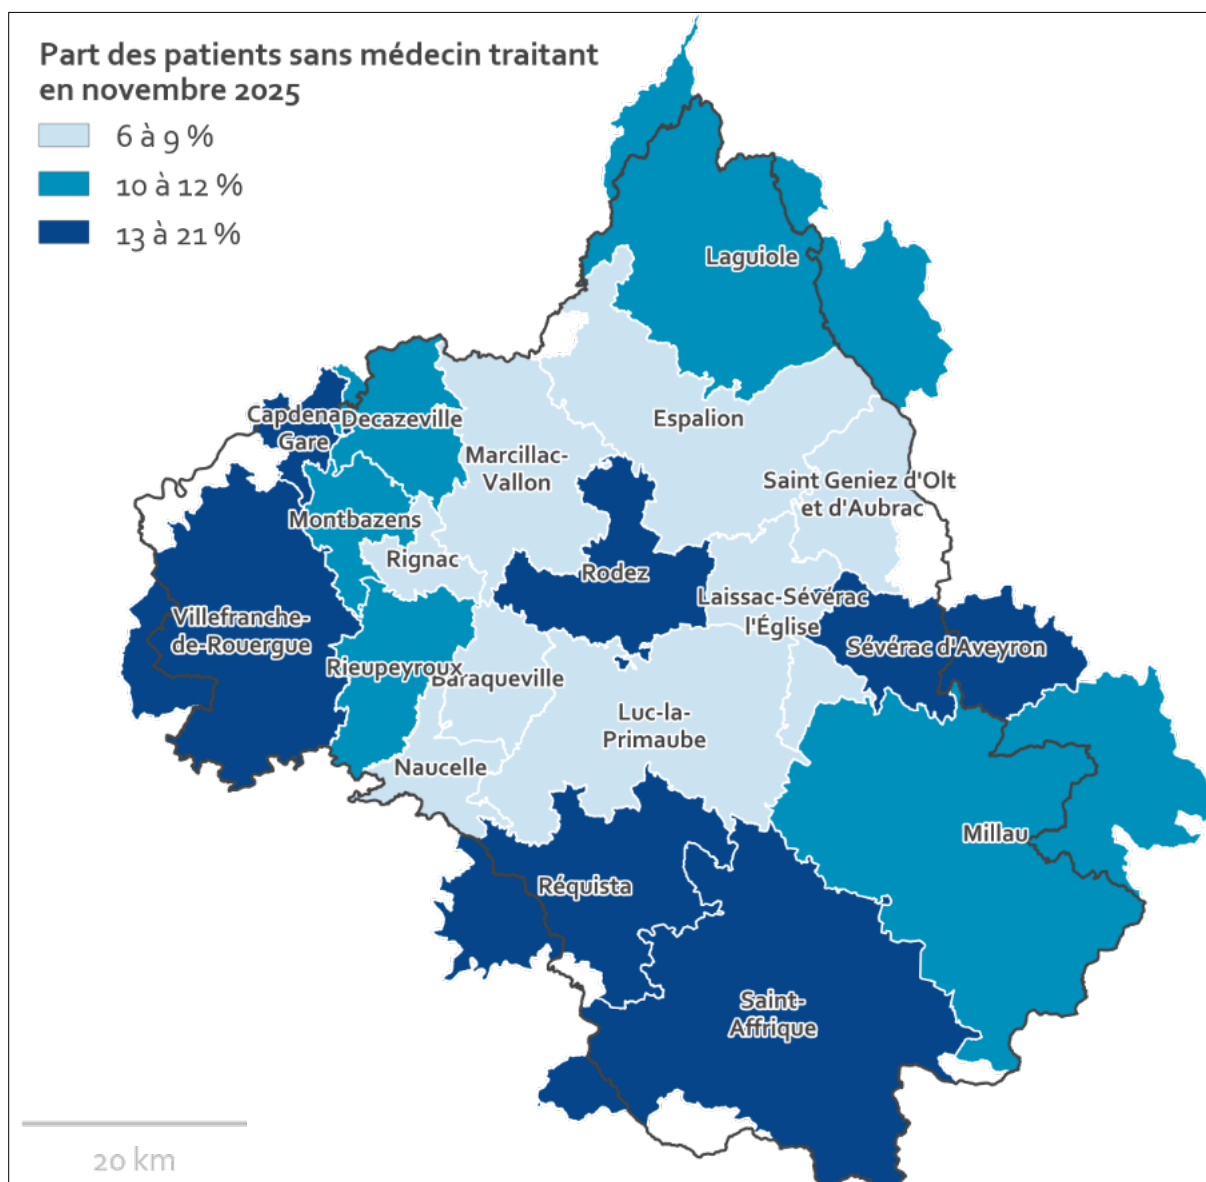 Part des patients sans médecin traitant
en novembre 2025
6 à 9 %
10 à 12 %
13 à 21 %
Laguiole
Espalion
Capdena
Gare
Decazeville
Marcillac-
Vallon
Saint Geniez d'Olt
et d'Aubrac
Montbazens
Rignac
Rodez
Laissac-Sévérac
l'Église
Villefranche-
de-Rouergue
Sévérac d'Aveyron
Rieupeyroux
Baraqueville
Luc-la-
Primaube
Naucelle
Millau
Réquista
Saint-
Affrique
20 km